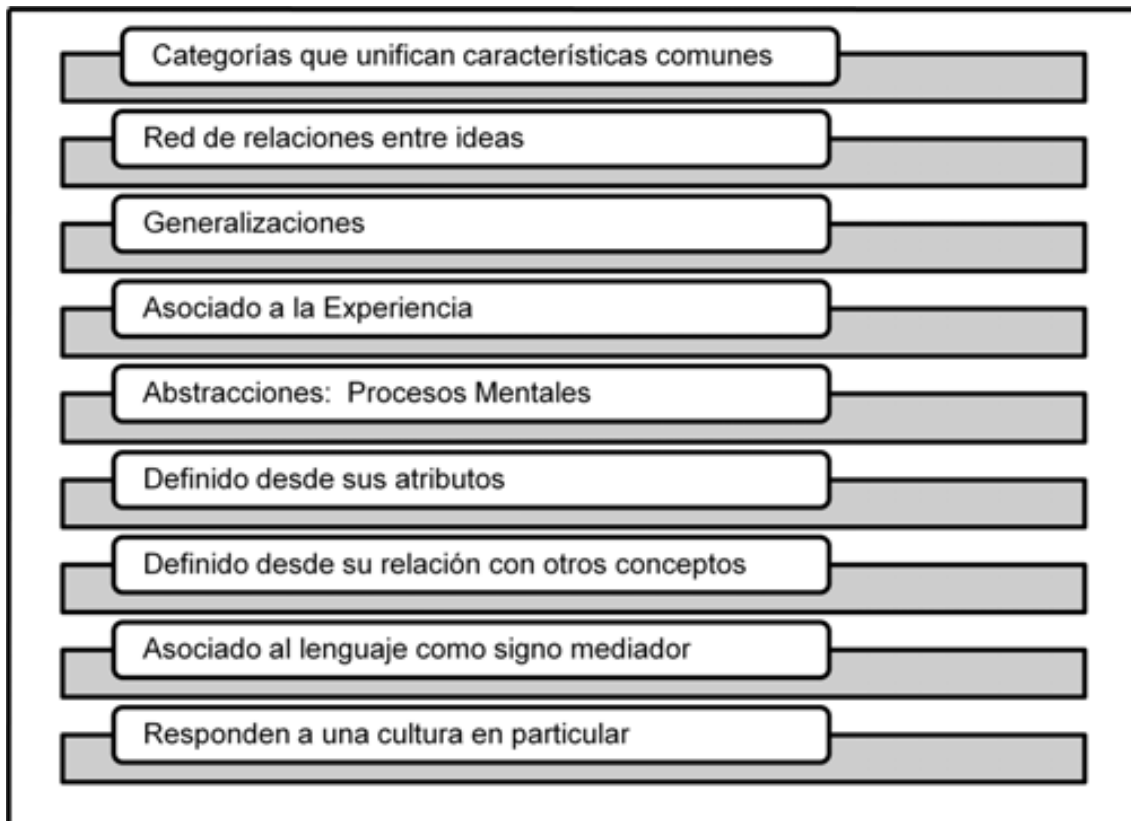 Categorías que unifican características comunes
Red de relaciones entre ideas
Generalizaciones
Asociado a la Experiencia
Abstracciones: Procesos Mentales
Definido desde sus atributos
Definido desde su relación con otros conceptos
Asociado al lenguaje como signo mediador
Responden a una cultura en particular